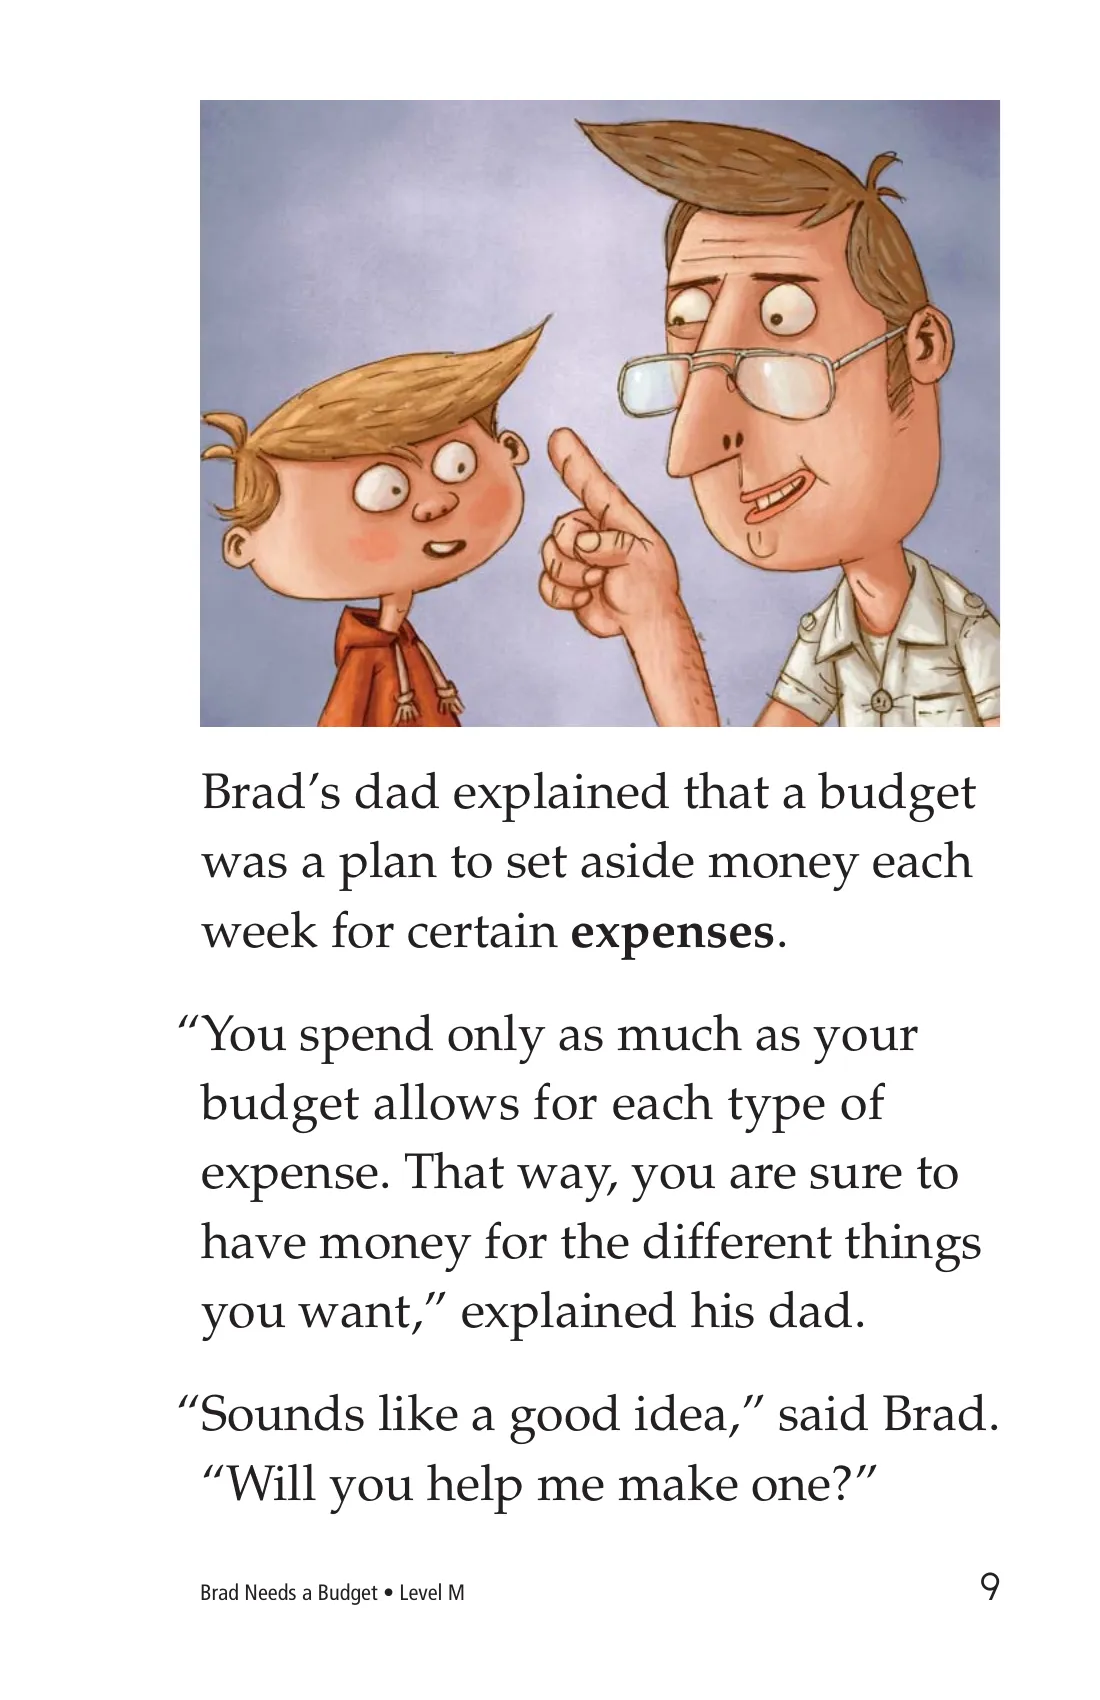 Brad’s dad explained that a budget
was a plan to set aside money each
week for certain expenses.
“You spend only as much as your
budget allows for each type of
expense. That way, you are sure to
have money for the different things
you want,” explained his dad.
“Sounds like a good idea,” said Brad.
“Will you help me make one?”
Brad Needs a Budget • Level M
9